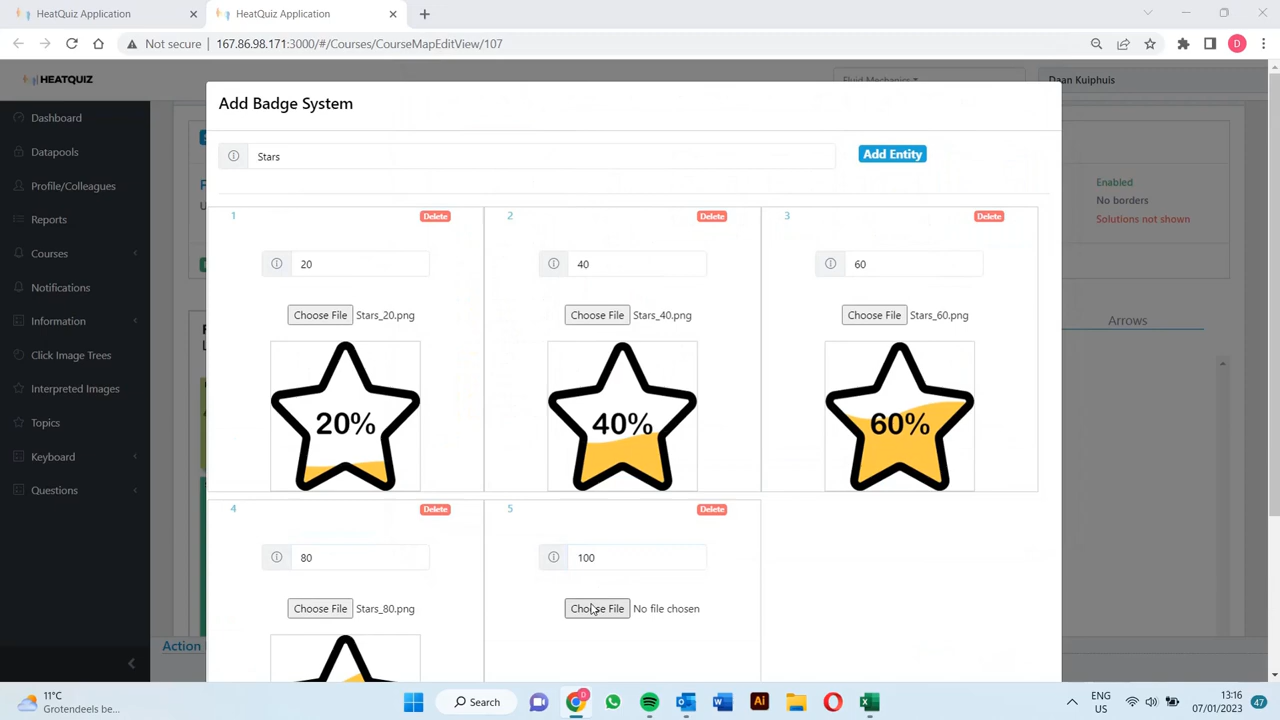 HeatQuiz Application
HeatQuiz Application
Not secure
167.86.98.171:3000/#/Courses/CourseMapEditView/107
D
HEATQUIZ
Fluid Mechanics
Daan Kuiphuis
Dashboard
Datapools
Profile/Colleagues
Reports
Courses
Notifications
Information
Click Image Trees
Interpreted Images
Topics
Keyboard
Questions
Add Badge System
Stars
Add Entity
1
Delete
2
Delete
3
Delete
20
40
60
Choose File Stars_20.png
Choose File Stars_40.png
Choose File Stars_60.png
20%
40%
60%
4
Delete
5
Delete
80
100
Choose File Stars_80.png
Choose File No file chosen
Enabled
No borders
Solutions not shown
Arrows
Action
11°C
Grotendeels be...
Search
D
W
Ai
ENG
US
13:16
07/01/2023
47